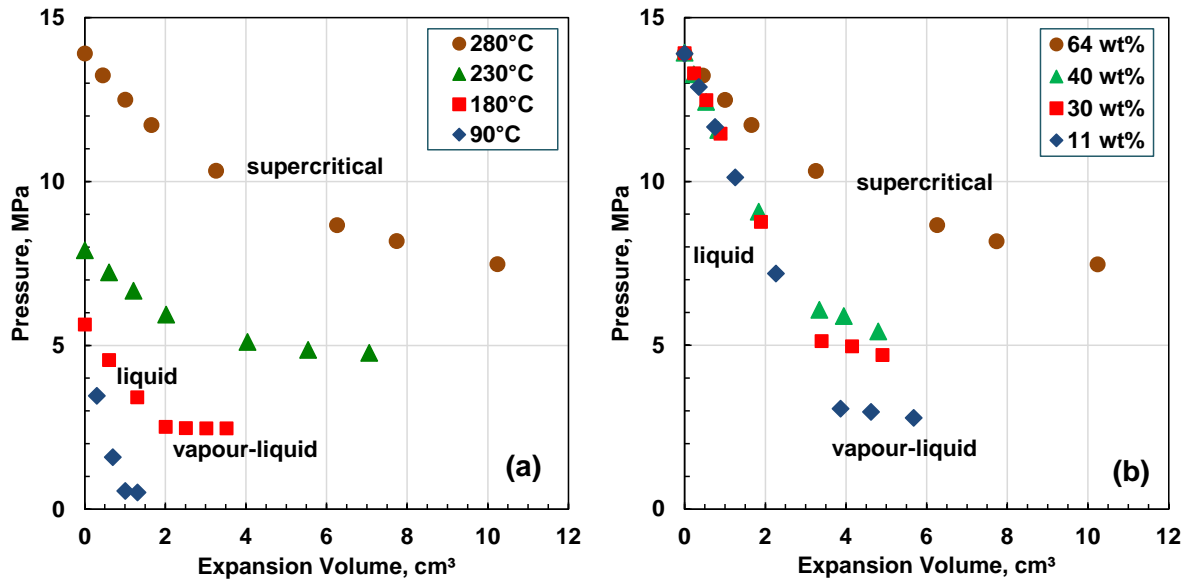 15
10
5
0
Pressure, MPa
280°C
230°C
180°C
90°C
supercritical
liquid
vapour-liquid
(a)
0 2 4 6 8 10 12
Expansion Volume, cm³
15
10
5
0
Pressure, MPa
64 wt%
40 wt%
30 wt%
11 wt%
supercritical
liquid
vapour-liquid
(b)
0 2 4 6 8 10 12
Expansion Volume, cm³